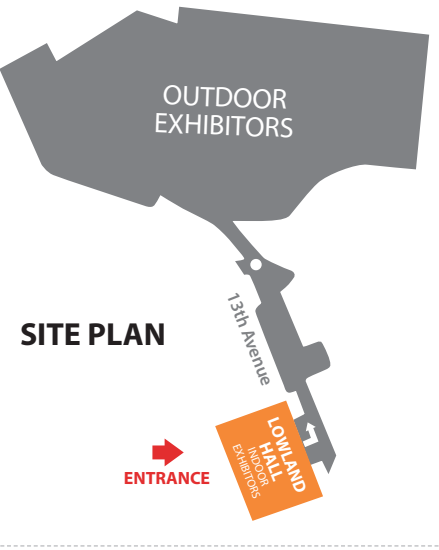 OUTDOOR
EXHIBITORS
13th Avenue
SITE PLAN
LOWLAND
HALL
INDOOR
EXHIBITORS
ENTRANCE